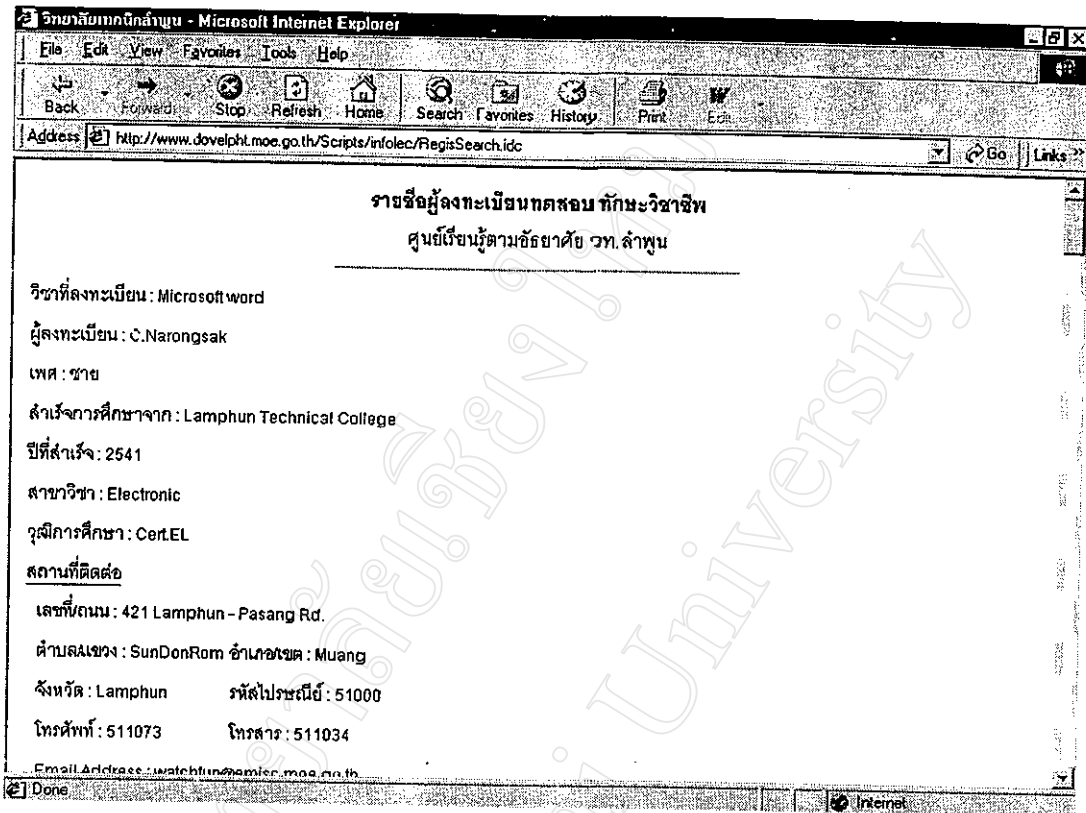 วิทยาลัยเทคนิคลำพูน - Microsoft Internet Explorer
File Edit View Favorites Tools Help
Back Forward Stop Refresh Home Search Favorites History Print Edit
Address http://www.dovelpht.moe.go.th/Scripts/infolec/RegisSearch.idc Go Links »
รายชื่อผู้ลงทะเบียนทดสอบ ทักษะวิชาชีพ
ศูนย์เรียนรู้ตามอัธยาศัย วท. ลำพูน
วิชาที่ลงทะเบียน : Microsoft word
ผู้ลงทะเบียน : C.Narongsak
เพศ : ชาย
สำเร็จการศึกษาจาก : Lamphun Technical College
ปีที่สำเร็จ : 2541
สาขาวิชา : Electronic
วุฒิการศึกษา : Cert.EL
สถานที่ติดต่อ
เลขที่/ถนน : 421 Lamphun - Pasang Rd.
ตำบล/แขวง : SunDonRom อำเภอ/เขต : Muang
จังหวัด : Lamphun รหัสไปรษณีย์ : 51000
โทรศัพท์ : 511073 โทรสาร : 511034
Email Address :
Done Internet
University